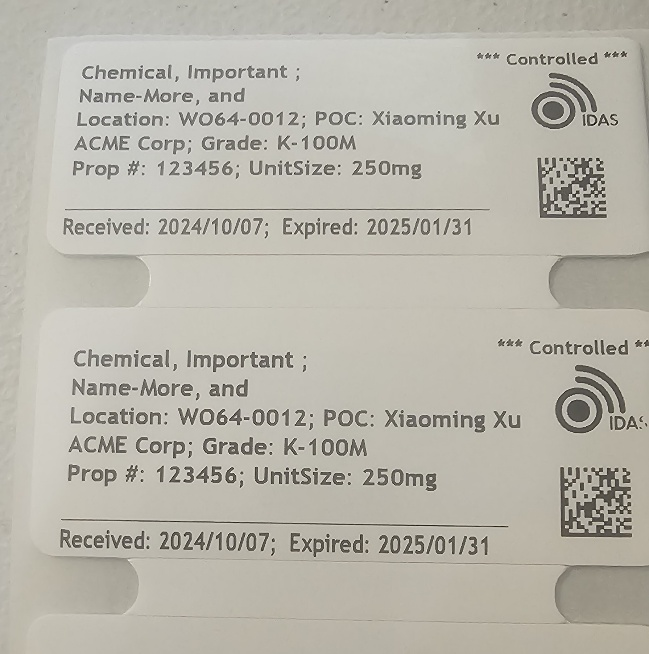 *** Controlled ***
Chemical, Important ;
Name-More, and
Location: WO64-0012; POC: Xiaoming Xu
IDAS
ACME Corp; Grade: K-100M
Prop #: 123456; UnitSize: 250mg
Received: 2024/10/07; Expired: 2025/01/31
*** Controlled **
Chemical, Important ;
Name-More, and
Location: WO64-0012; POC: Xiaoming Xu
IDAS
ACME Corp; Grade: K-100M
Prop #: 123456; UnitSize: 250mg
Received: 2024/10/07; Expired: 2025/01/31